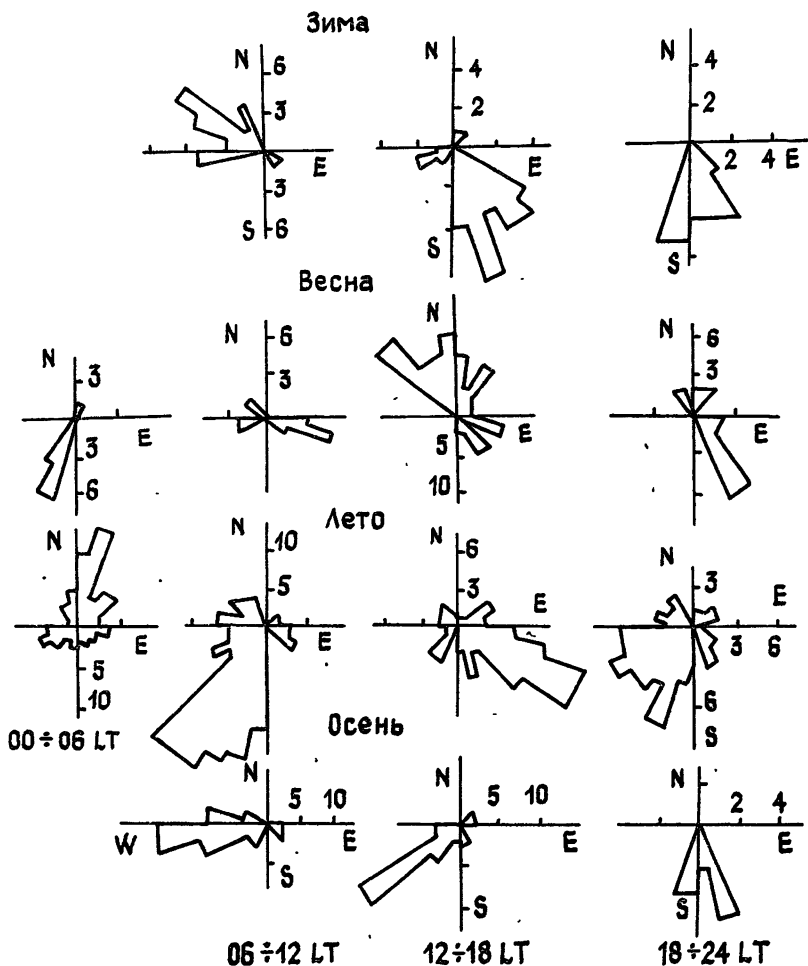 Зима
N 6 3 E 3 S 6
N 4 2 E S
N 4 2 2 4 E S
Весна
N 3 E 3 6
N 6 3 E
N E 5 10
N 6 3 E
Лето
N E 5 10
N 10 5 E
N 6 3 E
N 3 E 3 6 6 S
00÷06 LT
Осень
N 5 10 W E S
N 5 10 E S
N 2 4 E S
06÷12 LT 12÷18 LT 18÷24 LT